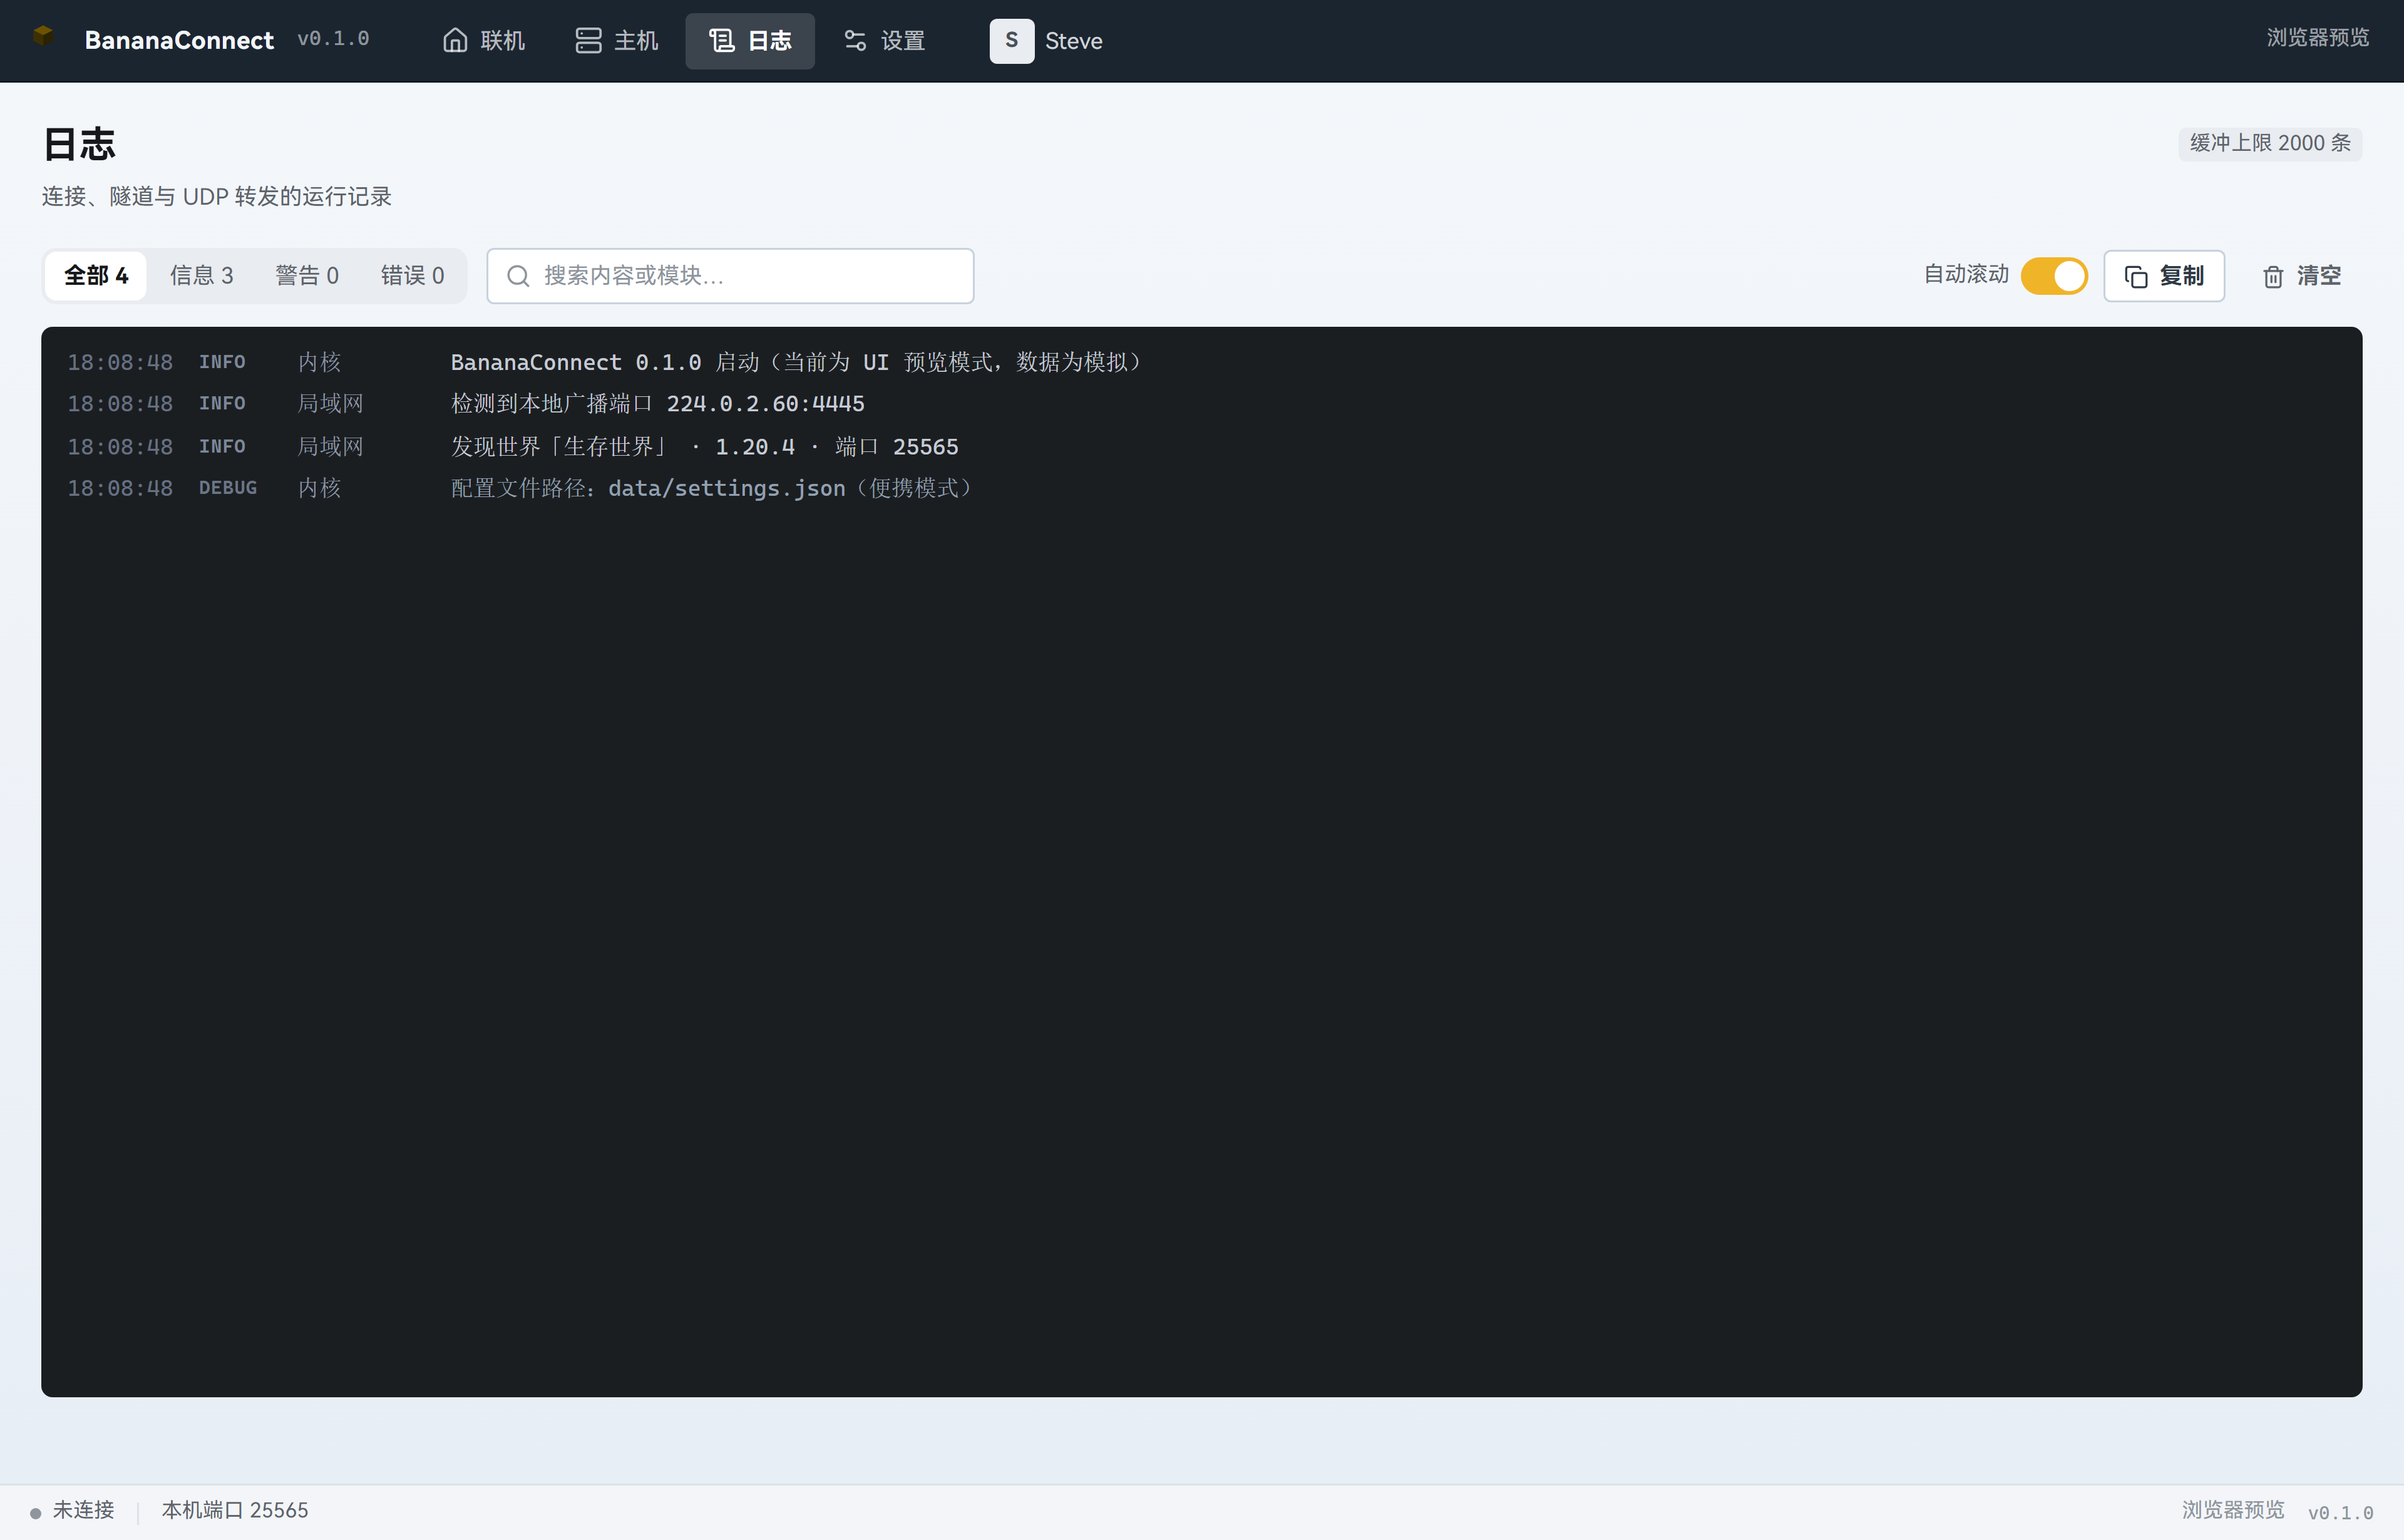 BananaConnect v0.1.0 联机 主机 日志 设置 S Steve 浏览器预览
日志
缓冲上限 2000 条
连接、隧道与 UDP 转发的运行记录
全部 4 信息 3 警告 0 错误 0 搜索内容或模块... 自动滚动 复制 清空
18:08:48 INFO 内核 BananaConnect 0.1.0 启动（当前为 UI 预览模式，数据为模拟）
18:08:48 INFO 局域网 检测到本地广播端口 224.0.2.60:4445
18:08:48 INFO 局域网 发现世界「生存世界」 · 1.20.4 · 端口 25565
18:08:48 DEBUG 内核 配置文件路径：data/settings.json（便携模式）
未连接 本机端口 25565 浏览器预览 v0.1.0